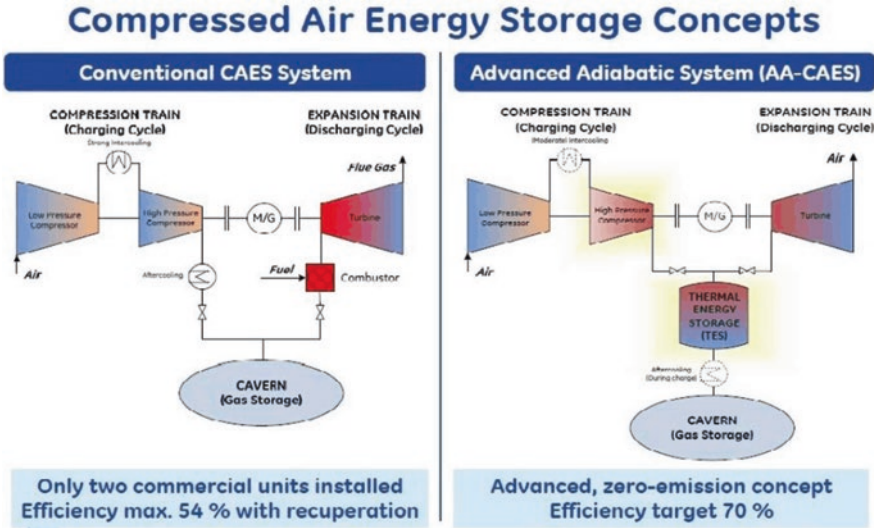 Compressed Air Energy Storage Concepts
Conventional CAES System
COMPRESSION TRAIN
(Charging Cycle)
Strong Intercooling
EXPANSION TRAIN
(Discharging Cycle)
Flue Gas
Low Pressure
Compressor
High Pressure
Compressor
M/G
Turbine
Air
Aftercooling
Fuel
Combustor
CAVERN
(Gas Storage)
Only two commercial units installed
Efficiency max. 54 % with recuperation
Advanced Adiabatic System (AA-CAES)
COMPRESSION TRAIN
(Charging Cycle)
(Moderate) Intercooling
EXPANSION TRAIN
(Discharging Cycle)
Air
Low Pressure
Compressor
High Pressure
Compressor
M/G
Turbine
Air
THERMAL
ENERGY
STORAGE
(TES)
Aftercooling
(During charge)
CAVERN
(Gas Storage)
Advanced, zero-emission concept
Efficiency target 70 %